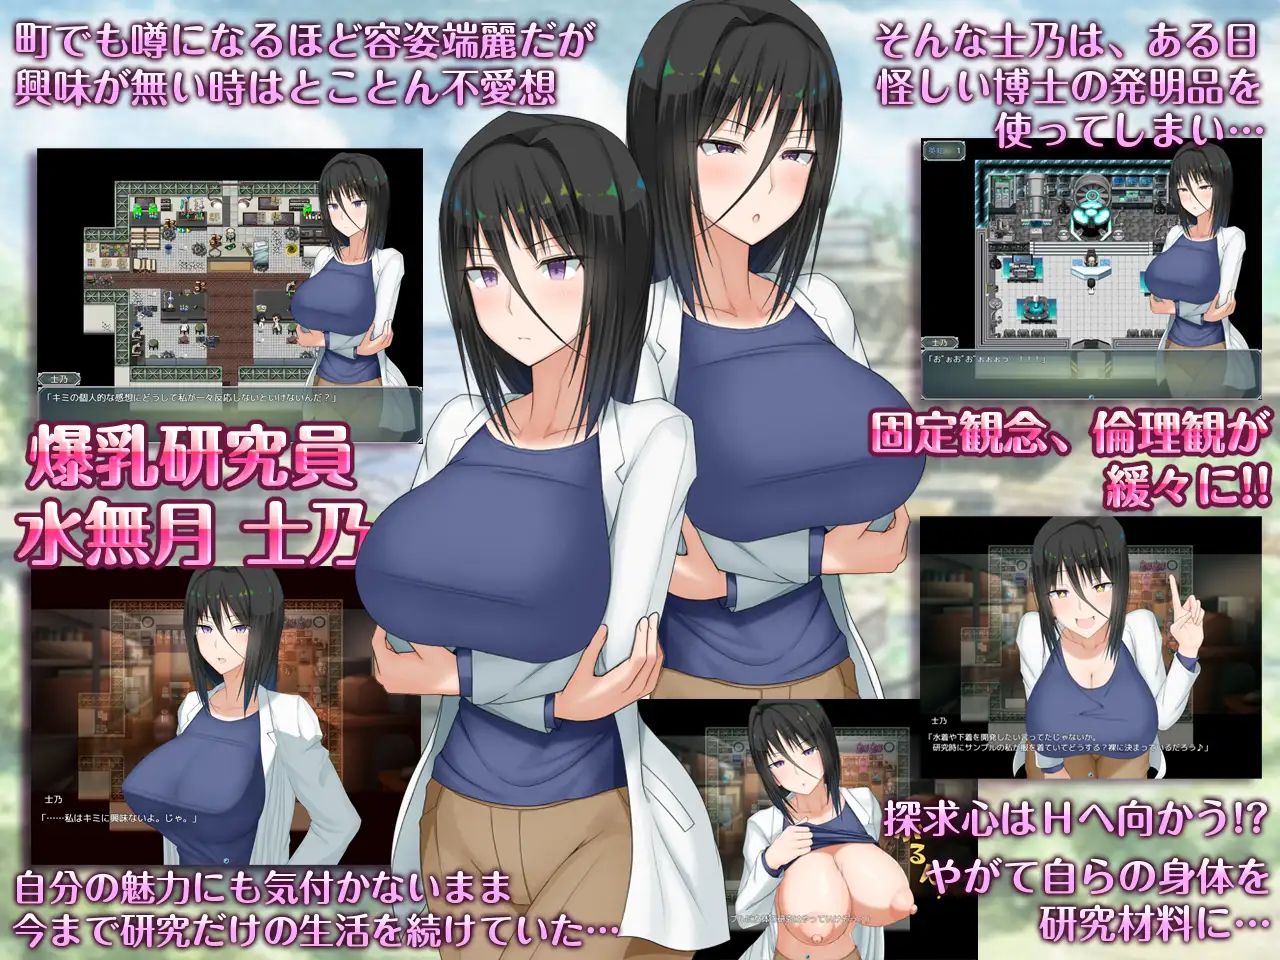 町でも噂になるほど容姿端麗だが
興味が無い時はとことん不愛想
士乃
「キミの個人的な感想にどうして私が一々反応しないといけないんだ?」
爆乳研究員
水無月 士乃
士乃
「……私はキミに興味ないよ。じゃ。」
自分の魅力にも気付かないまま
今まで研究だけの生活を続けていた…
そんな士乃は、ある日
怪しい博士の発明品を
使ってしまい…
1
士乃
「お゛ぉお゛お゛ぉぉぉっ…！！！」
固定観念、倫理観が
緩々に!!
士乃
「水着や下着を開発したい言ってたじゃないか。
研究時にサンプルの私が服を着ていてどうする?裸に決まっているだろう♪」
探求心はHへ向かう!?
やがて自らの身体を
研究材料に…